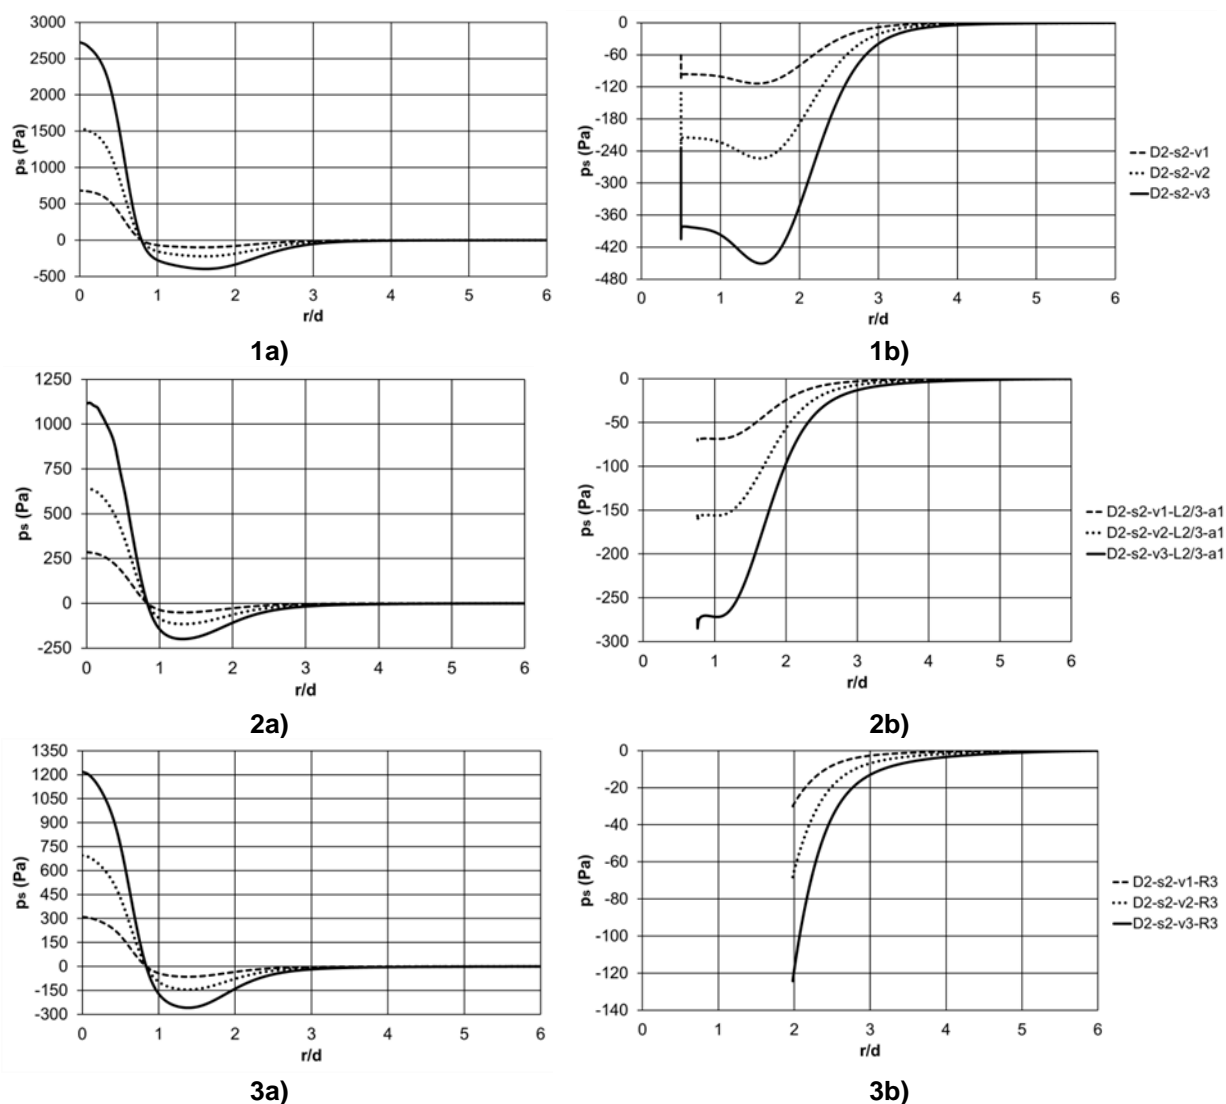 3000
2500
2000
1500
1000
500
0
-500
ps (Pa)
0 1 2 3 4 5 6
r/d
1a)
0
-60
-120
-180
-240
-300
-360
-420
-480
ps (Pa)
0 1 2 3 4 5 6
r/d
D2-s2-v1
D2-s2-v2
D2-s2-v3
1b)
1250
1000
750
500
250
0
-250
ps (Pa)
0 1 2 3 4 5 6
r/d
2a)
0
-50
-100
-150
-200
-250
-300
ps (Pa)
0 1 2 3 4 5 6
r/d
D2-s2-v1-L2/3-a1
D2-s2-v2-L2/3-a1
D2-s2-v3-L2/3-a1
2b)
1350
1200
1050
900
750
600
450
300
150
0
-150
-300
ps (Pa)
0 1 2 3 4 5 6
r/d
3a)
0
-20
-40
-60
-80
-100
-120
-140
ps (Pa)
0 1 2 3 4 5 6
r/d
D2-s2-v1-R3
D2-s2-v2-R3
D2-s2-v3-R3
3b)